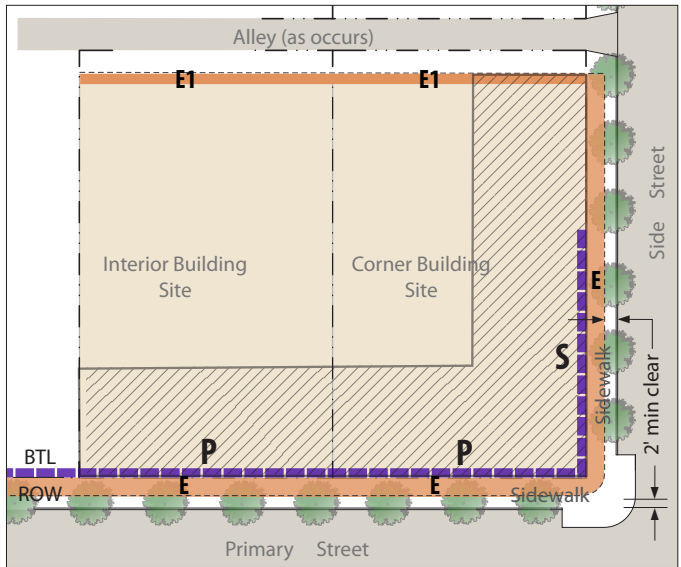 Alley (as occurs)
E1
E1
Side Street
Interior Building
Site
Corner Building
Site
E
S
Sidewalk
2' min clear
P
P
BTL
E
E
ROW
Sidewalk
Primary Street